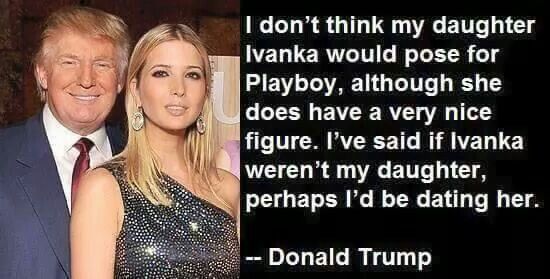 I don't think my daughter
Ivanka would pose for
Playboy, although she
does have a very nice
figure. I've said if Ivanka
weren't my daughter,
perhaps I'd be dating her.
-- Donald Trump